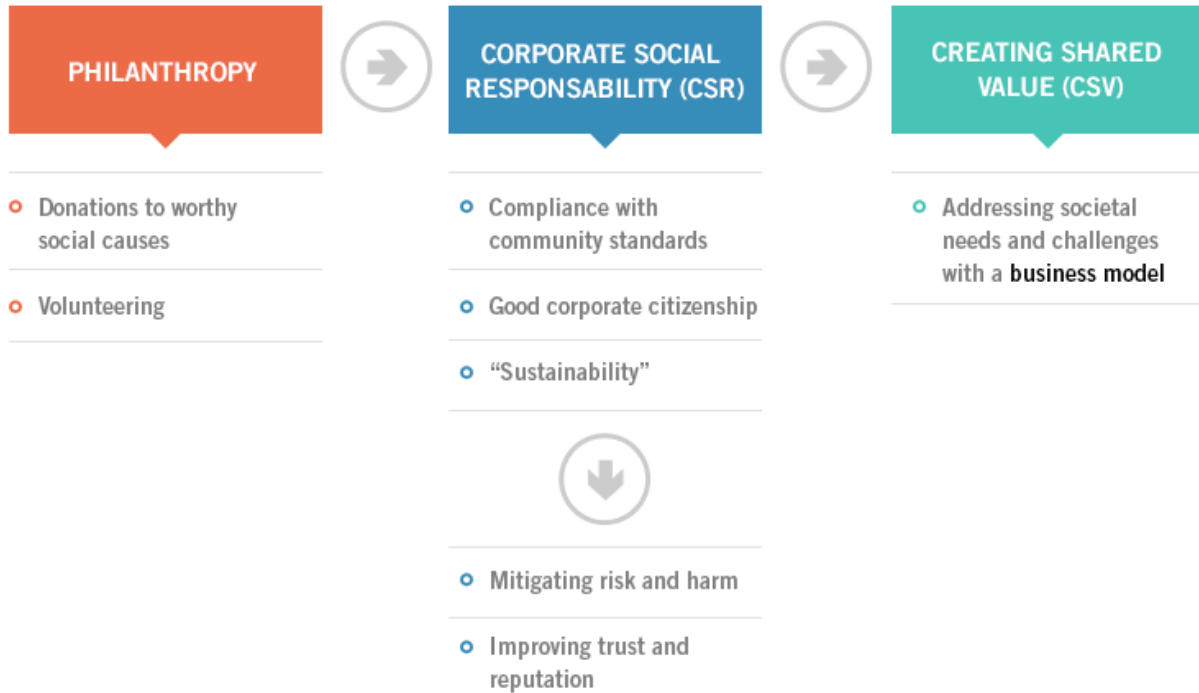 PHILANTHROPY
Donations to worthy
social causes
Volunteering
CORPORATE SOCIAL
RESPONSABILITY (CSR)
Compliance with
community standards
Good corporate citizenship
“Sustainability”
Mitigating risk and harm
Improving trust and
reputation
CREATING SHARED
VALUE (CSV)
Addressing societal
needs and challenges
with a business model